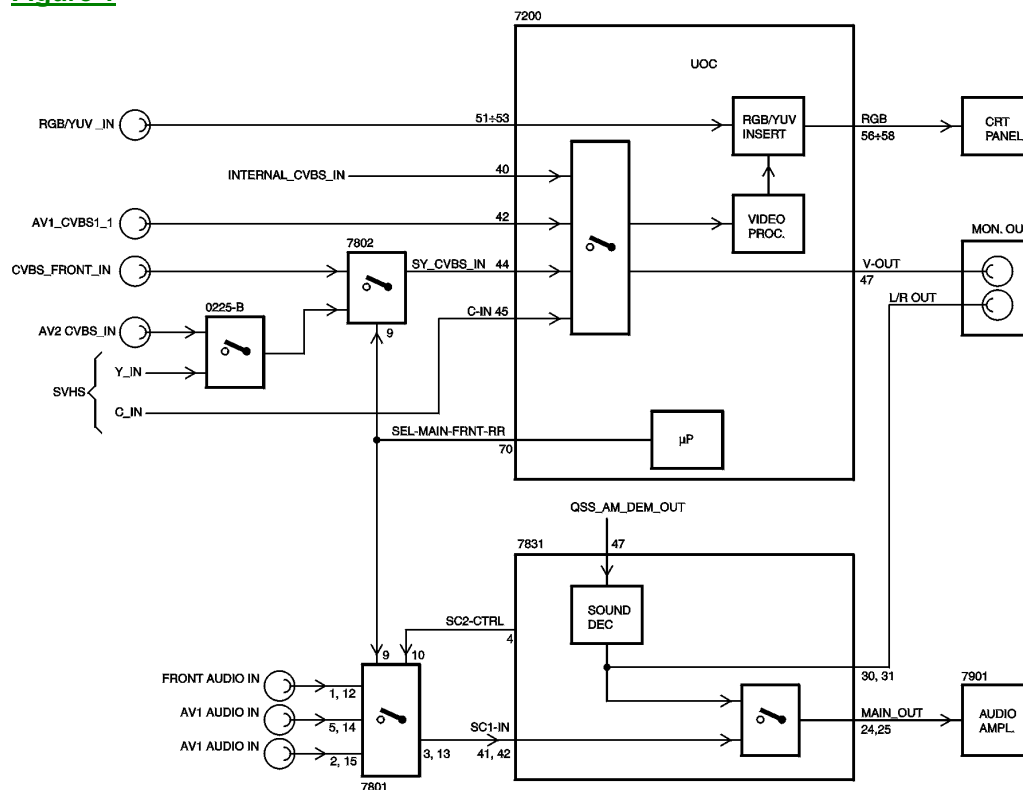 7200
UOC
RGB/YUV _IN
51÷53
RGB/YUV
INSERT
RGB
56÷58
CRT
PANEL
INTERNAL_CVBS_IN
40
AV1_CVBS1_1
42
VIDEO
PROC.
MON. OU
7802
CVBS_FRONT_IN
SY_CVBS_IN 44
V-OUT
47
0225-B
L/R OUT
C-IN 45
AV2 CVBS_IN
9
Y_IN
SVHS
C_IN
SEL-MAIN-FRNT-RR
70
µP
QSS_AM_DEM_OUT
7831
47
SOUND
DEC
SC2-CTRL
4
9
10
30, 31
FRONT AUDIO IN
1, 12
7901
AV1 AUDIO IN
5, 14
SC1-IN
41, 42
MAIN_OUT
24,25
AUDIO
AMPL.
AV1 AUDIO IN
2, 15
3, 13
7801